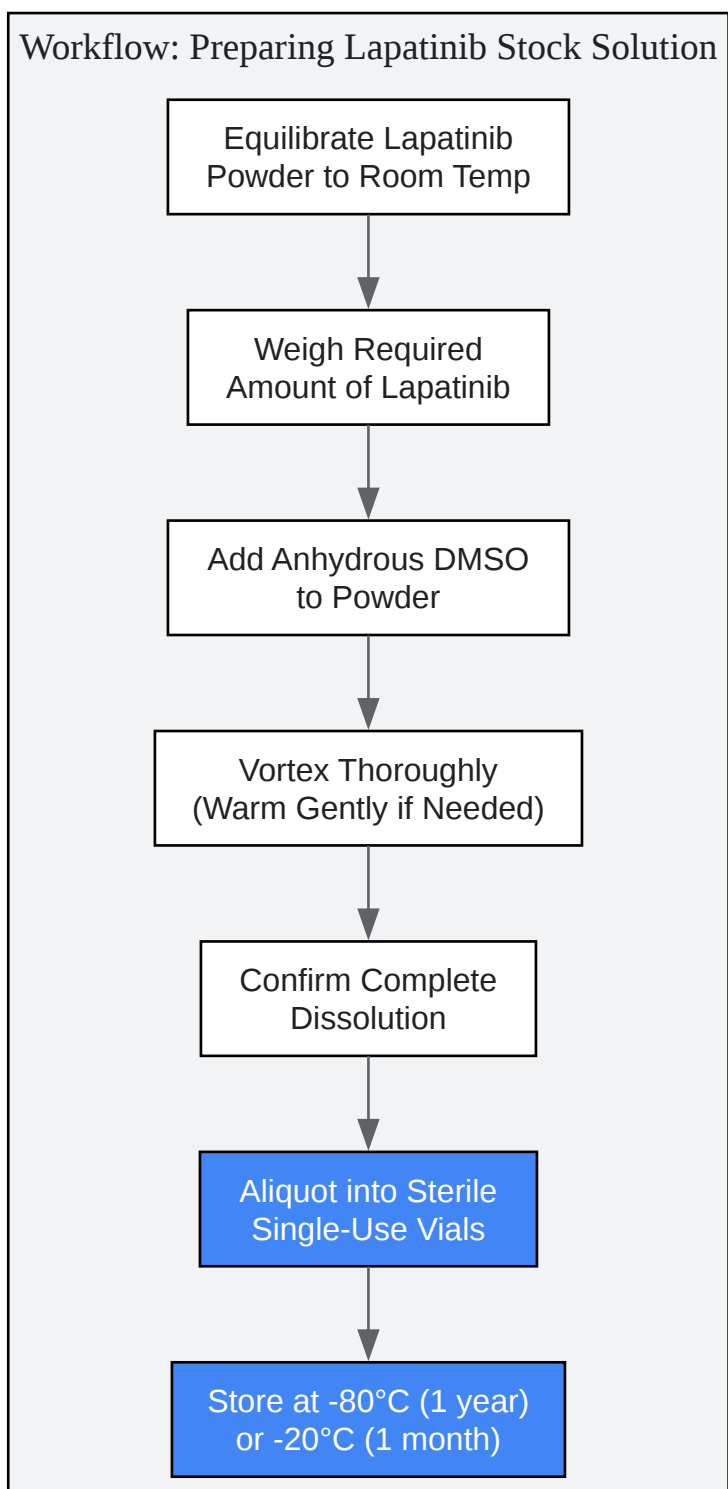 Workflow: Preparing Lapatinib Stock Solution
Equilibrate Lapatinib
Powder to Room Temp
Weigh Required
Amount of Lapatinib
Add Anhydrous DMSO
to Powder
Vortex Thoroughly
(Warm Gently if Needed)
Confirm Complete
Dissolution
Aliquot into Sterile
Single-Use Vials
Store at -80°C (1 year)
or -20°C (1 month)